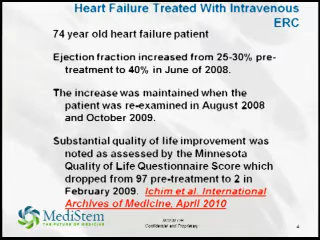 Heart Failure Treated With Intravenous
ERC
74 year old heart failure patient
Ejection fraction increased from 25-30% pre-
treatment to 40% in June of 2008.
The increase was maintained when the
patient was re-examined in August 2008
and October 2009.
Substantial quality of life improvement was
noted as assessed by the Minnesota
Quality of Life Questionnaire Score which
dropped from 97 pre-treatment to 2 in
February 2009. Ichim et al. International
Archives of Medicine, April 2010
MediStem
THE FUTURE OF MEDICINE
Confidential and Proprietary